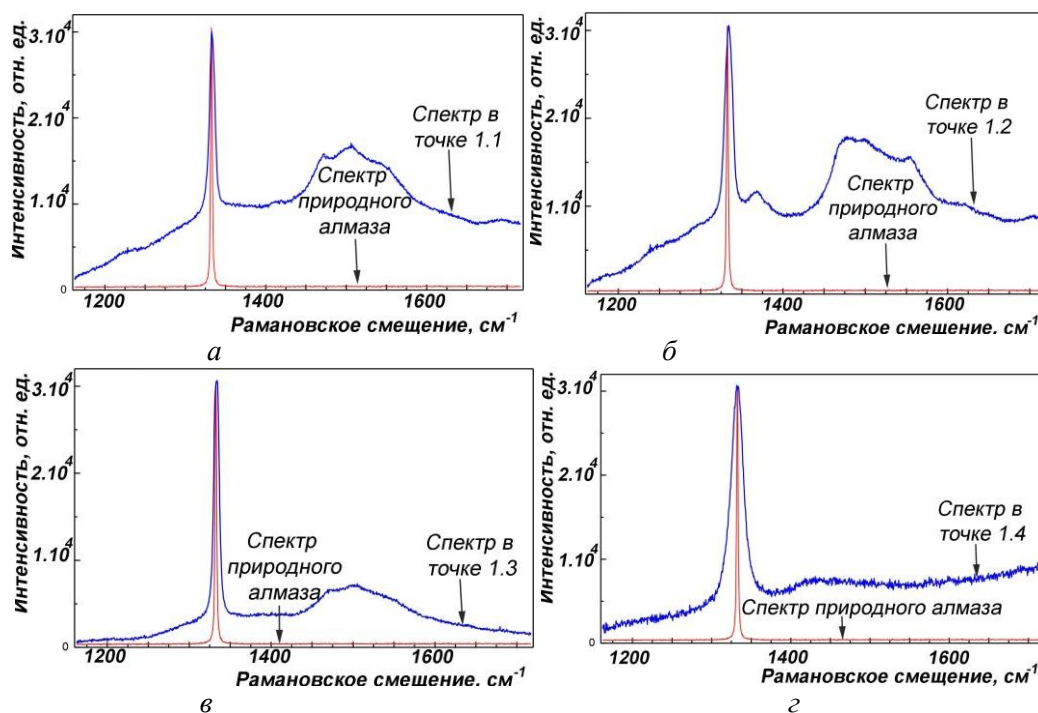 Интенсивность, отн. ед.
3.10⁴
2.10⁴
1.10⁴
0
Спектр в
точке 1.1
Спектр
природного
алмаза
1200 1400 1600
Рамановское смещение, см⁻¹
а
Интенсивность, отн. ед.
3.10⁴
2.10⁴
1.10⁴
0
Спектр в
точке 1.2
Спектр
природного
алмаза
1200 1400 1600
Рамановское смещение. см⁻¹
б
Интенсивность, отн. ед.
3.10⁴
2.10⁴
1.10⁴
0
Спектр
природного
алмаза
Спектр в
точке 1.3
1200 1400 1600
Рамановское смешение. см⁻¹
в
Интенсивность, отн. ед.
3.10⁴
2.10⁴
1.10⁴
0
Спектр в
точке 1.4
Спектр природного алмаза
1200 1400 1600
Рамановское смещение, см⁻¹
г